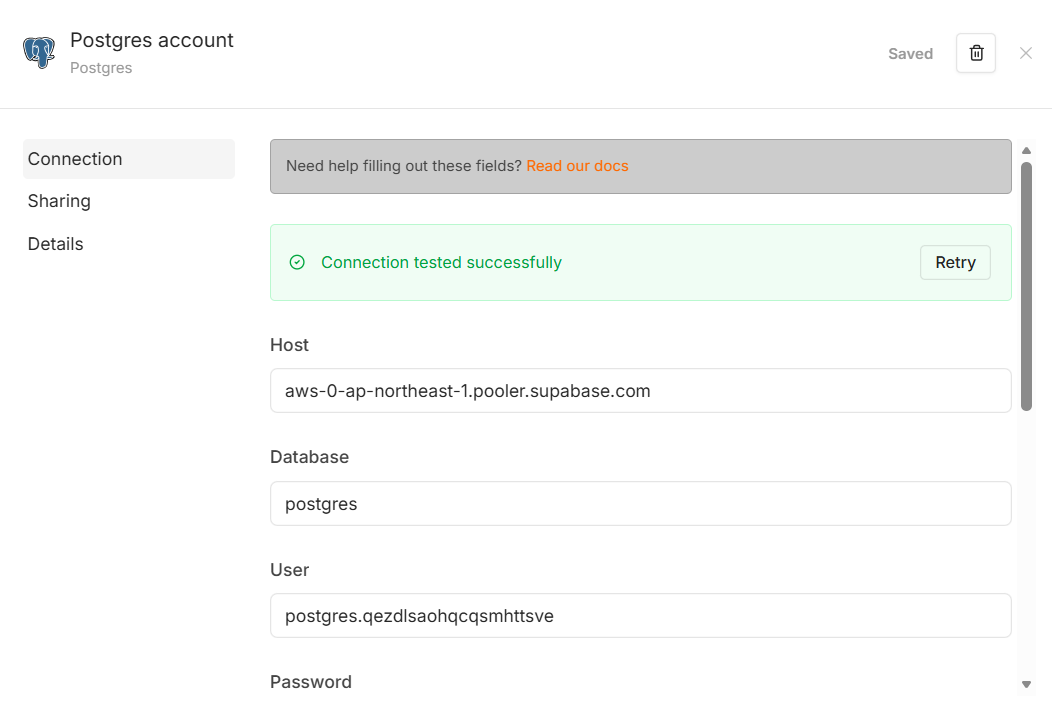 Postgres account
Postgres
Saved
Connection
Sharing
Details
Need help filling out these fields? Read our docs
Connection tested successfully
Retry
Host
aws-0-ap-northeast-1.pooler.supabase.com
Database
postgres
User
postgres.qezdlsaohqcqsmhttsve
Password